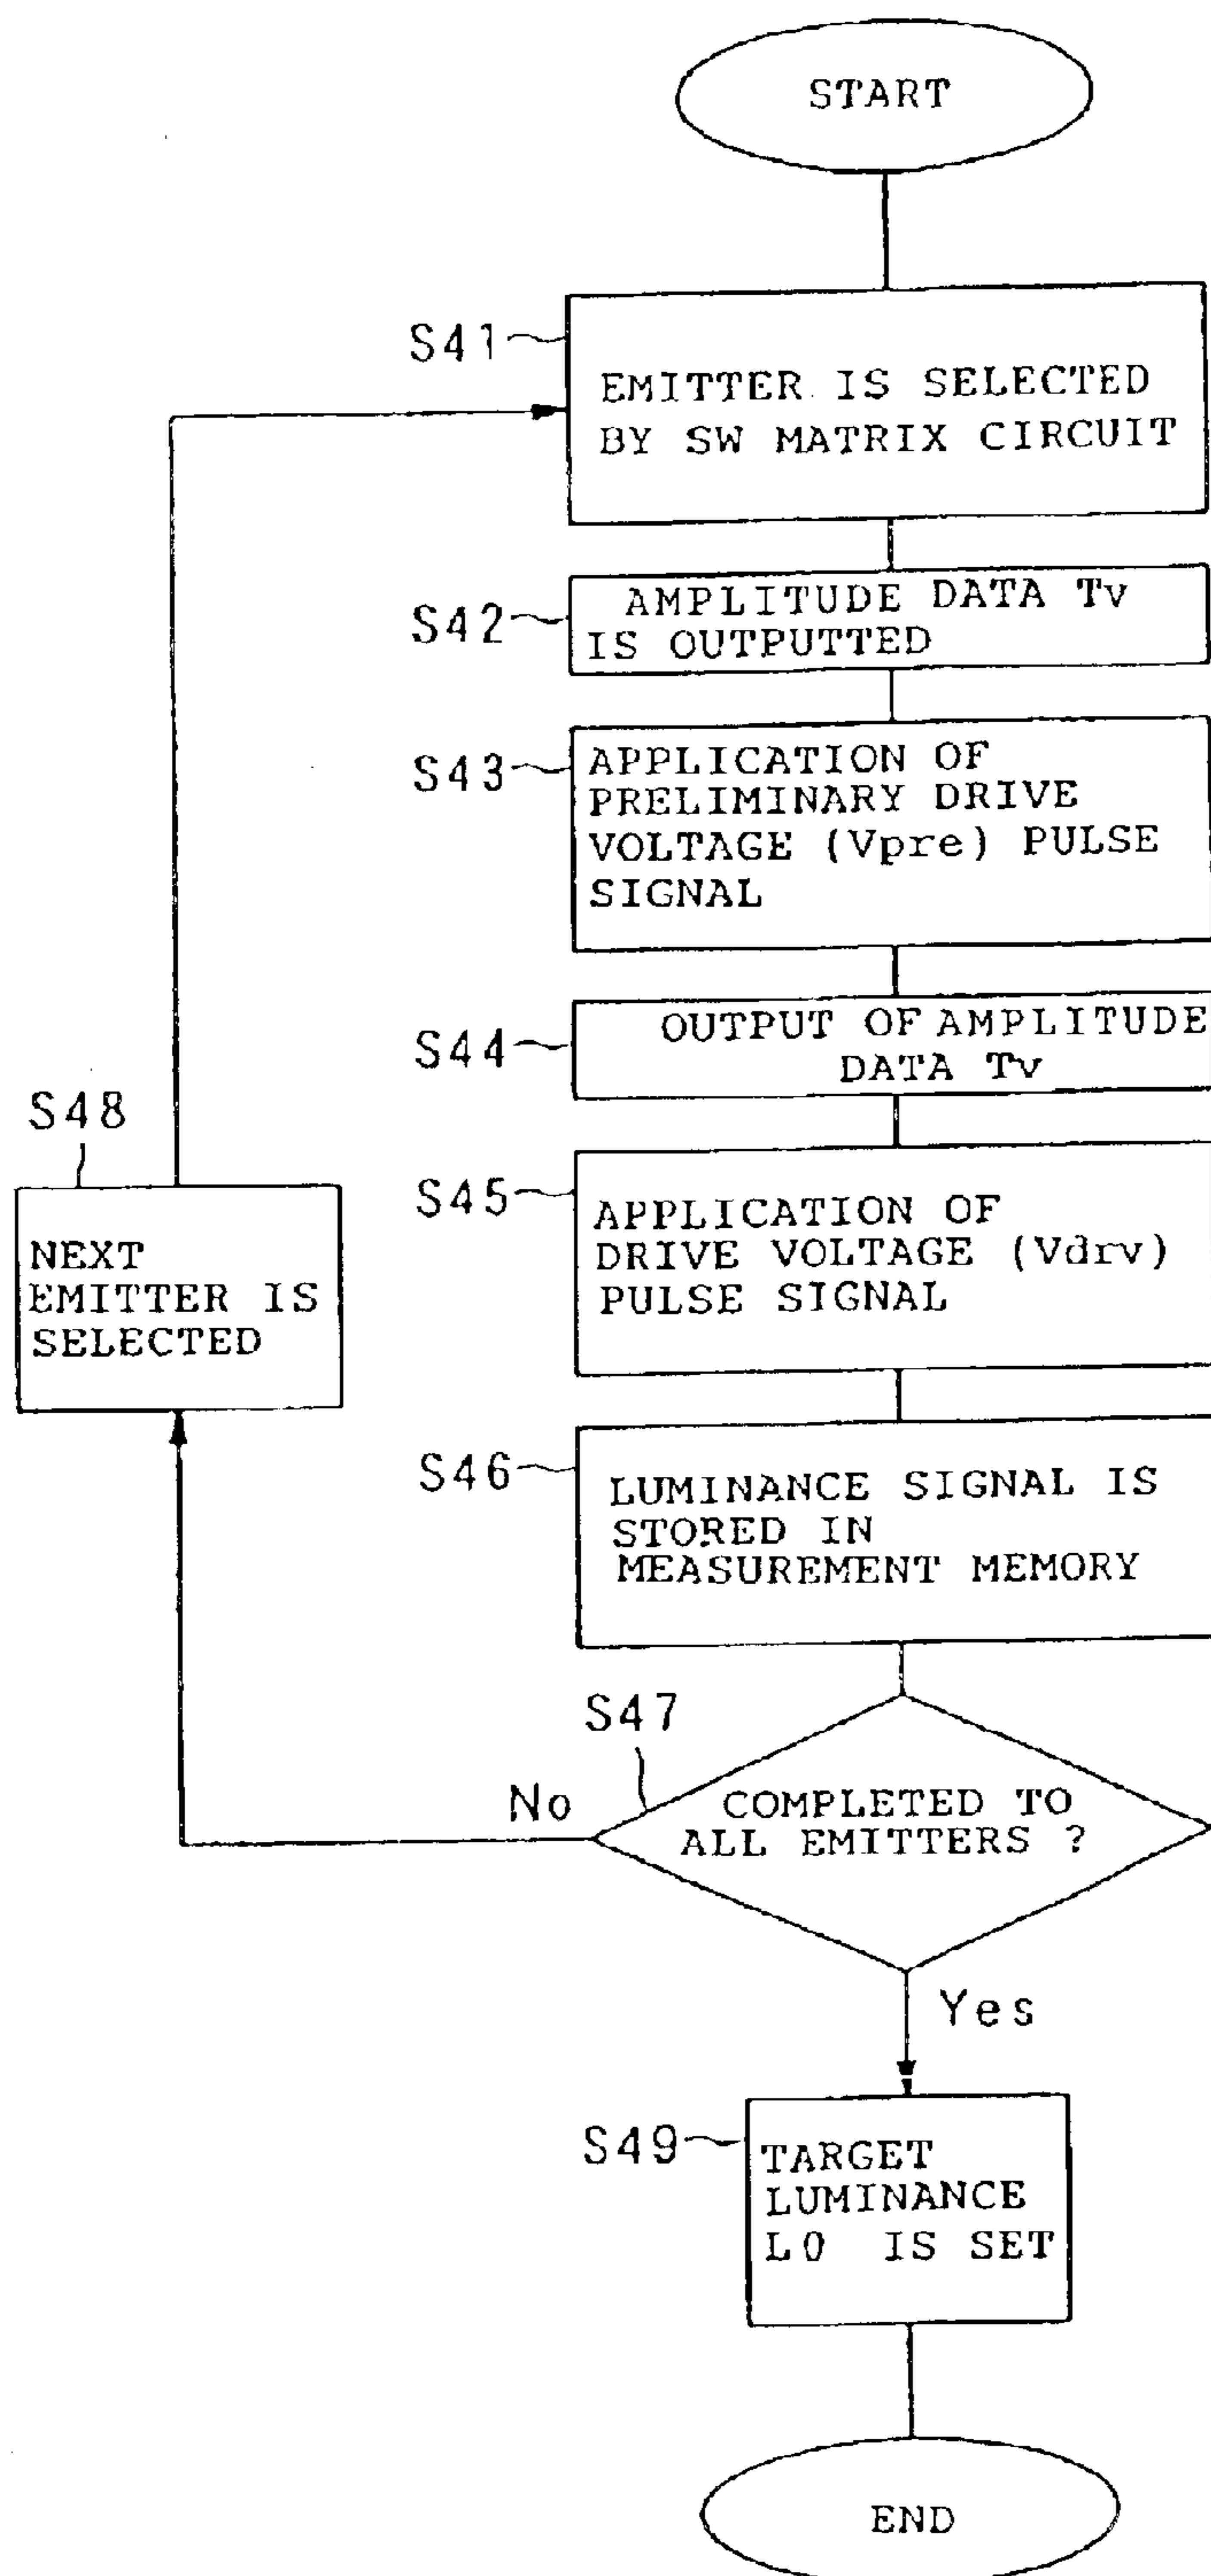 START
S41
EMITTER IS SELECTED
BY SW MATRIX CIRCUIT
S42
AMPLITUDE DATA Tv
IS OUTPUTTED
S43
APPLICATION OF
PRELIMINARY DRIVE
VOLTAGE (Vpre) PULSE
SIGNAL
S44
OUTPUT OF AMPLITUDE
DATA Tv
S45
APPLICATION OF
DRIVE VOLTAGE (Vdrv)
PULSE SIGNAL
S46
LUMINANCE SIGNAL IS
STORED IN
MEASUREMENT MEMORY
S47
COMPLETED TO
ALL EMITTERS ?
No
S48
NEXT
EMITTER IS
SELECTED
Yes
S49
TARGET
LUMINANCE
L0 IS SET
END